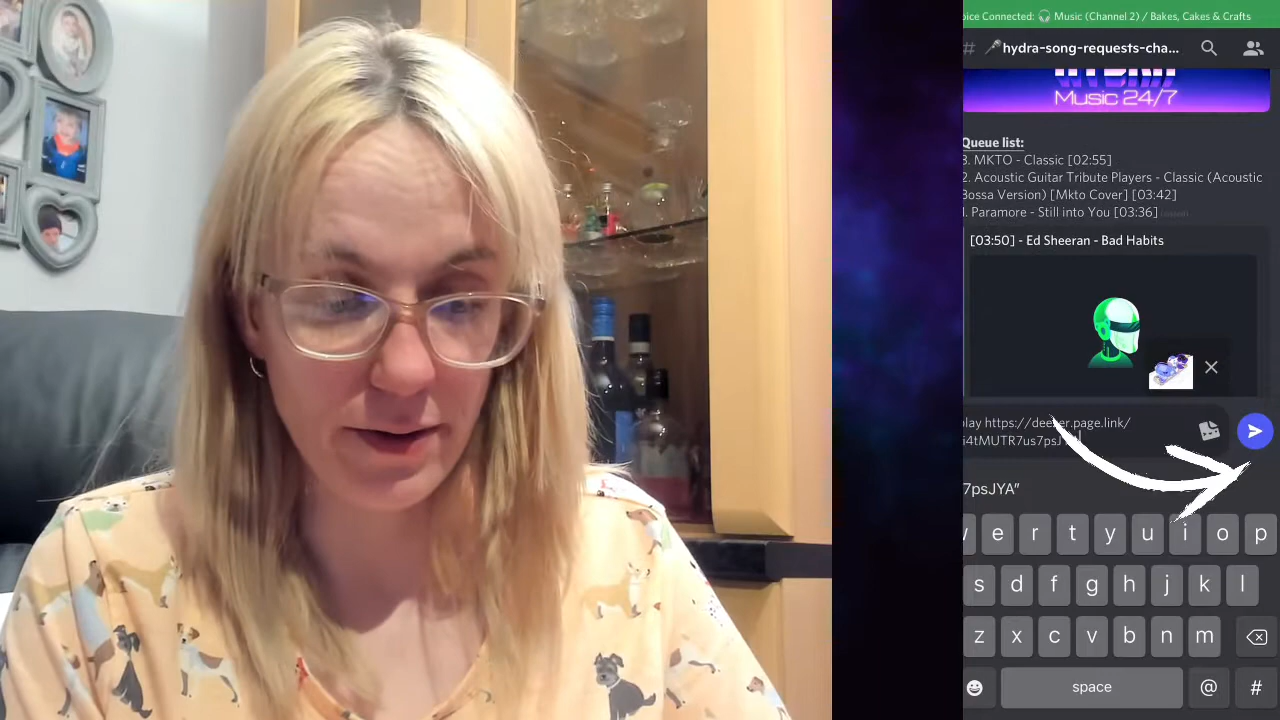 oice Connected: 🎧 Music (Channel 2) / Bakes, Cakes & Crafts
# 🎤hydra-song-requests-cha...
Music 24/7
Queue list:
3. MKTO - Classic [02:55]
2. Acoustic Guitar Tribute Players - Classic (Acoustic
Bossa Version) [Mkto Cover] [03:42]
1. Paramore - Still into You [03:36]
[03:50] - Ed Sheeran - Bad Habits
play https://deezer.page.link/
i4tMUTR7us7psJ
7psJYA”
w e r t y u i o p
s d f g h j k l
z x c v b n m
space @ #